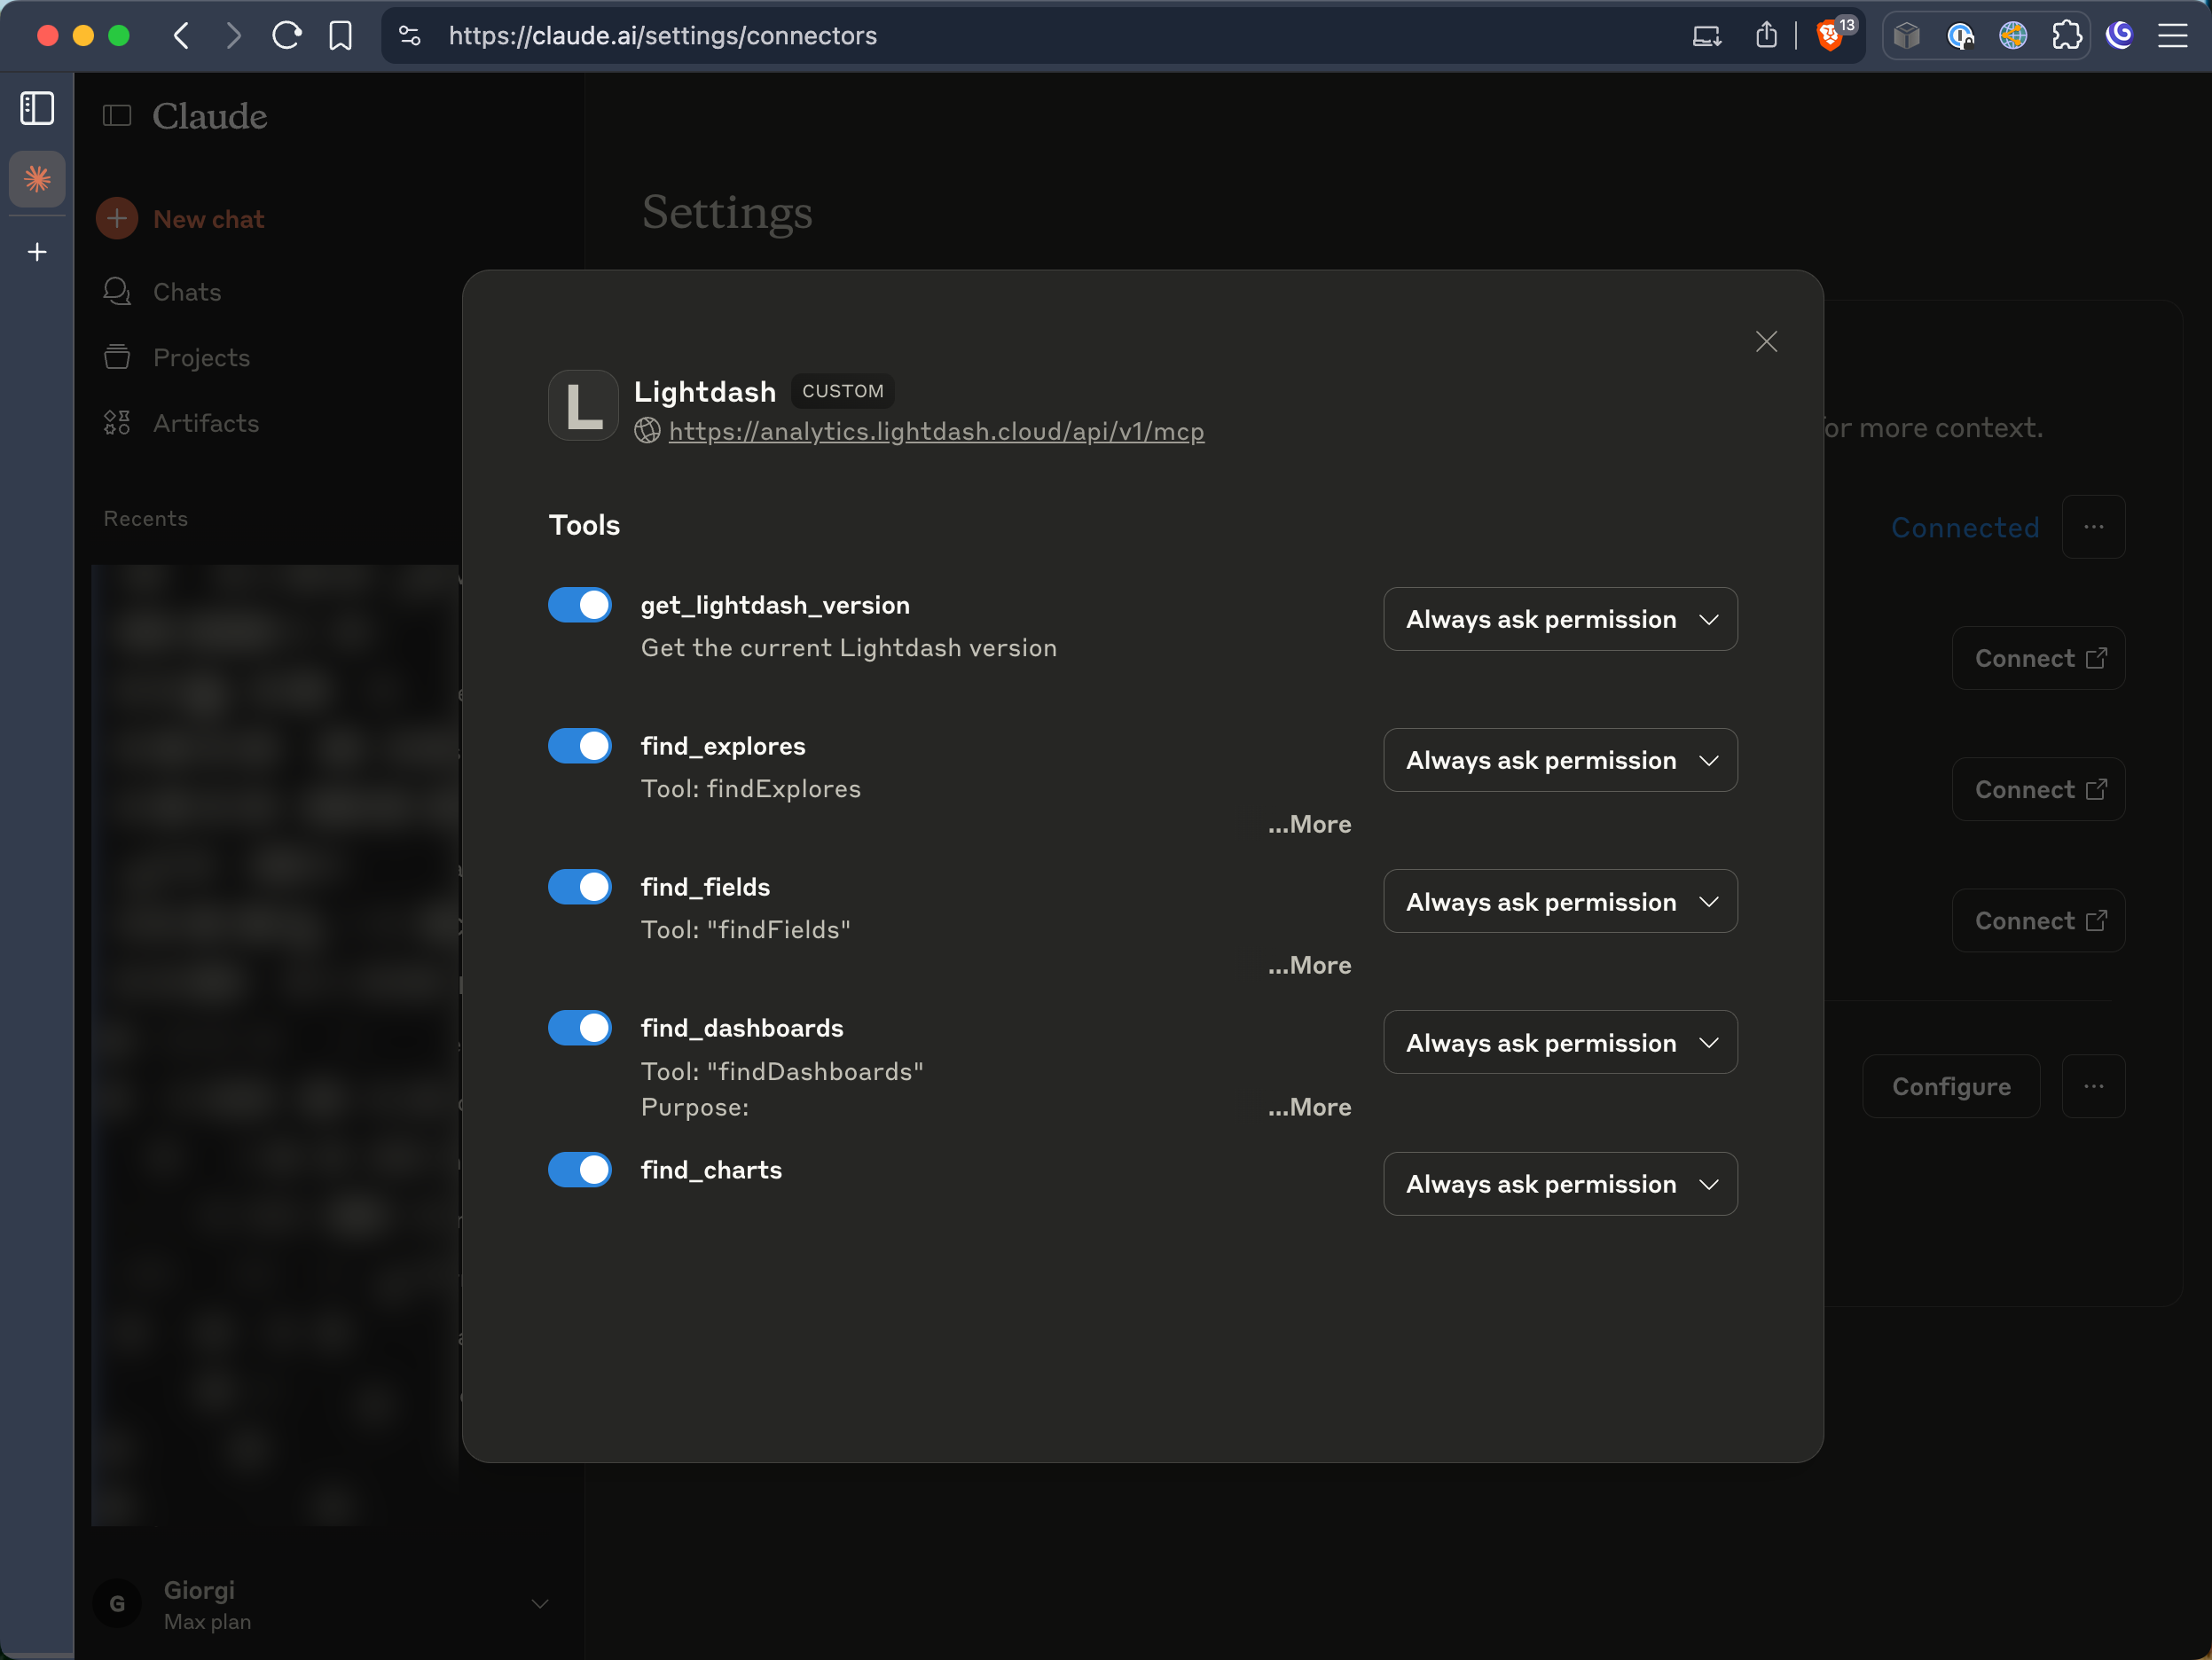 https://claude.ai/settings/connectors
13
Claude
New chat
Chats
Projects
Artifacts
Recents
Giorgi
Max plan
G
Settings
or more context.
Connected
Connect
Connect
Connect
Configure
L
Lightdash CUSTOM
https://analytics.lightdash.cloud/api/v1/mcp
Tools
get_lightdash_version
Get the current Lightdash version
Always ask permission
find_explores
Tool: findExplores
...More
Always ask permission
find_fields
Tool: "findFields"
...More
Always ask permission
find_dashboards
Tool: "findDashboards"
Purpose:
...More
Always ask permission
find_charts
Always ask permission